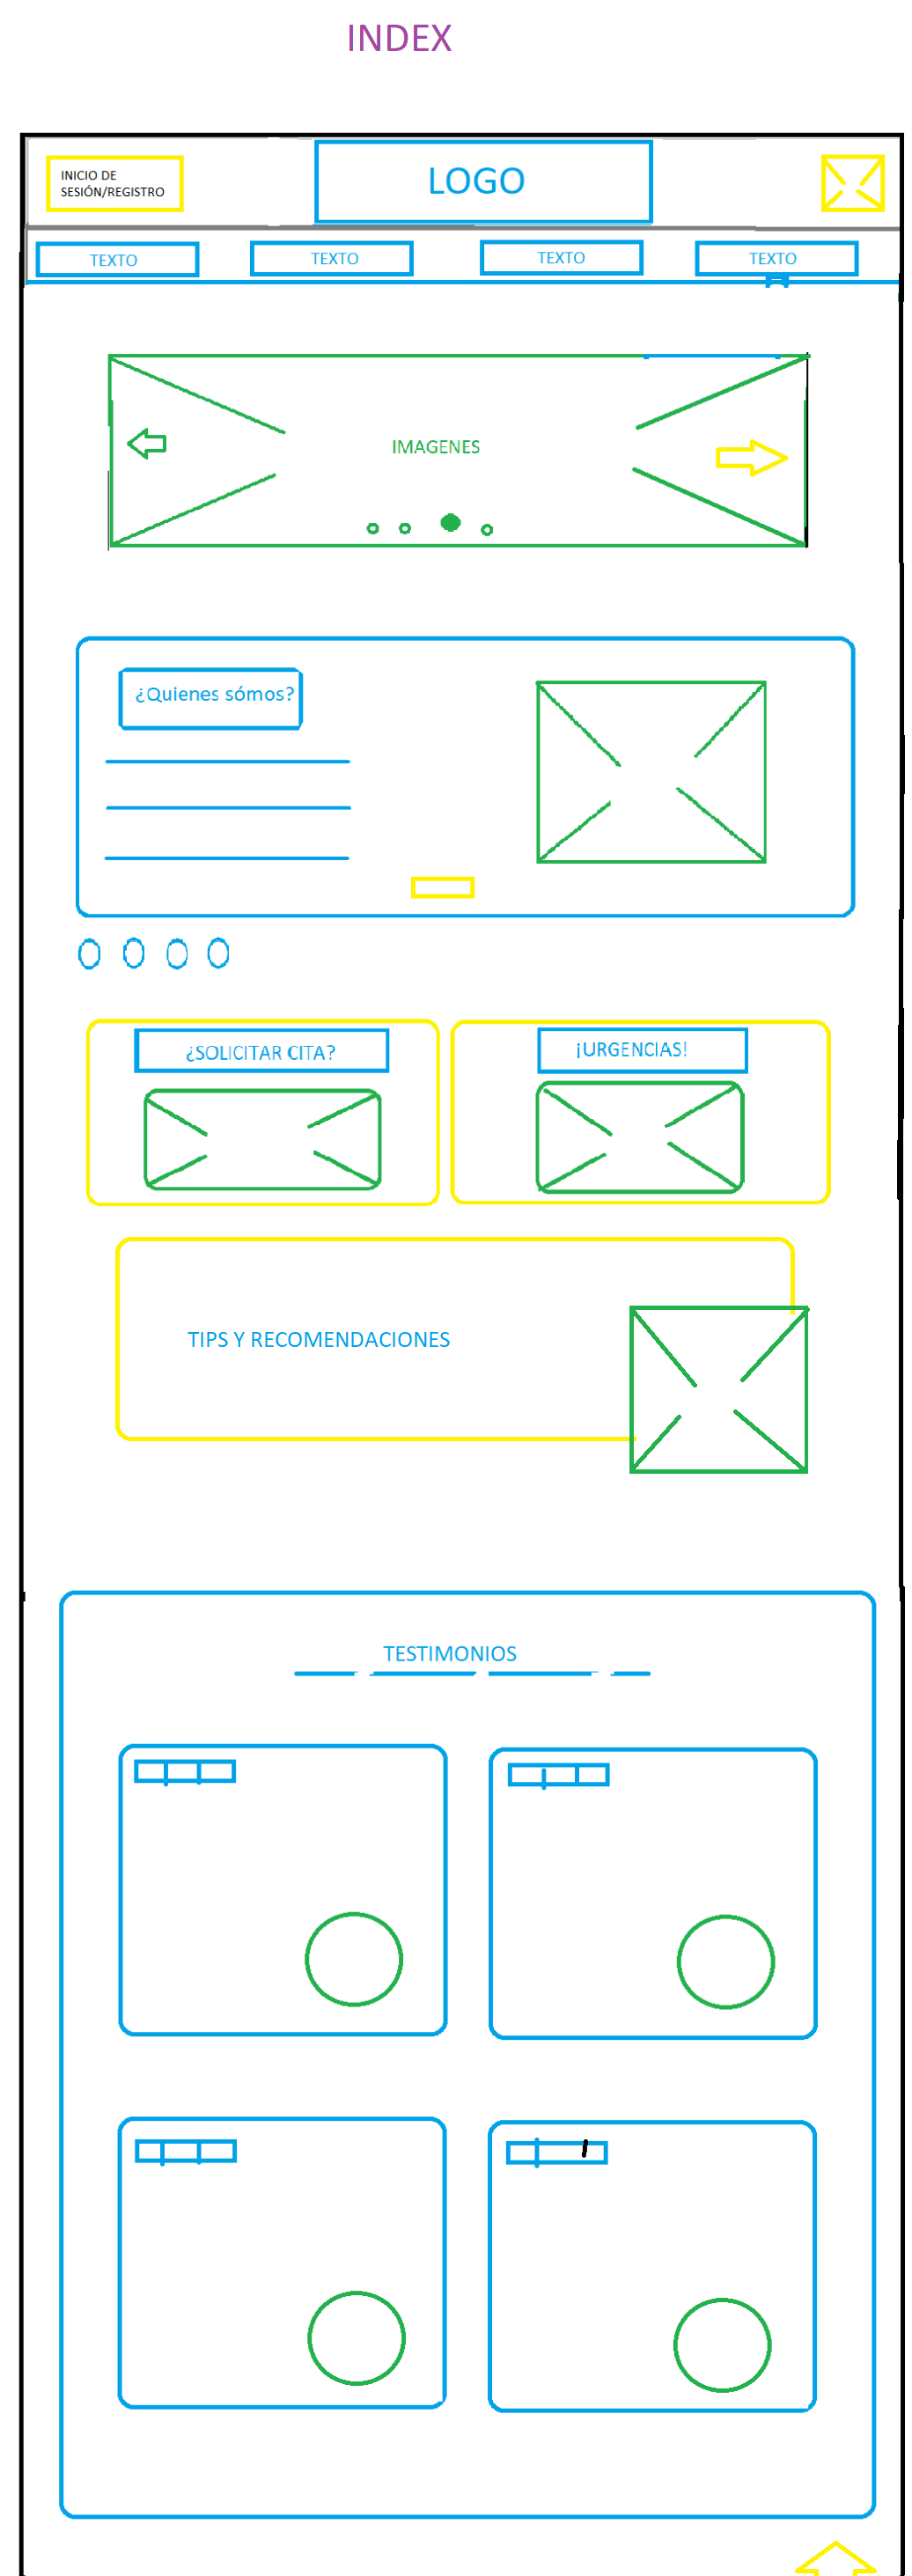 INDEX
INICIO DE
SESIÓN/REGISTRO
LOGO
TEXTO
TEXTO
TEXTO
TEXTO
IMAGENES
¿Quienes sómos?
¿SOLICITAR CITA?
¡URGENCIAS!
TIPS Y RECOMENDACIONES
TESTIMONIOS